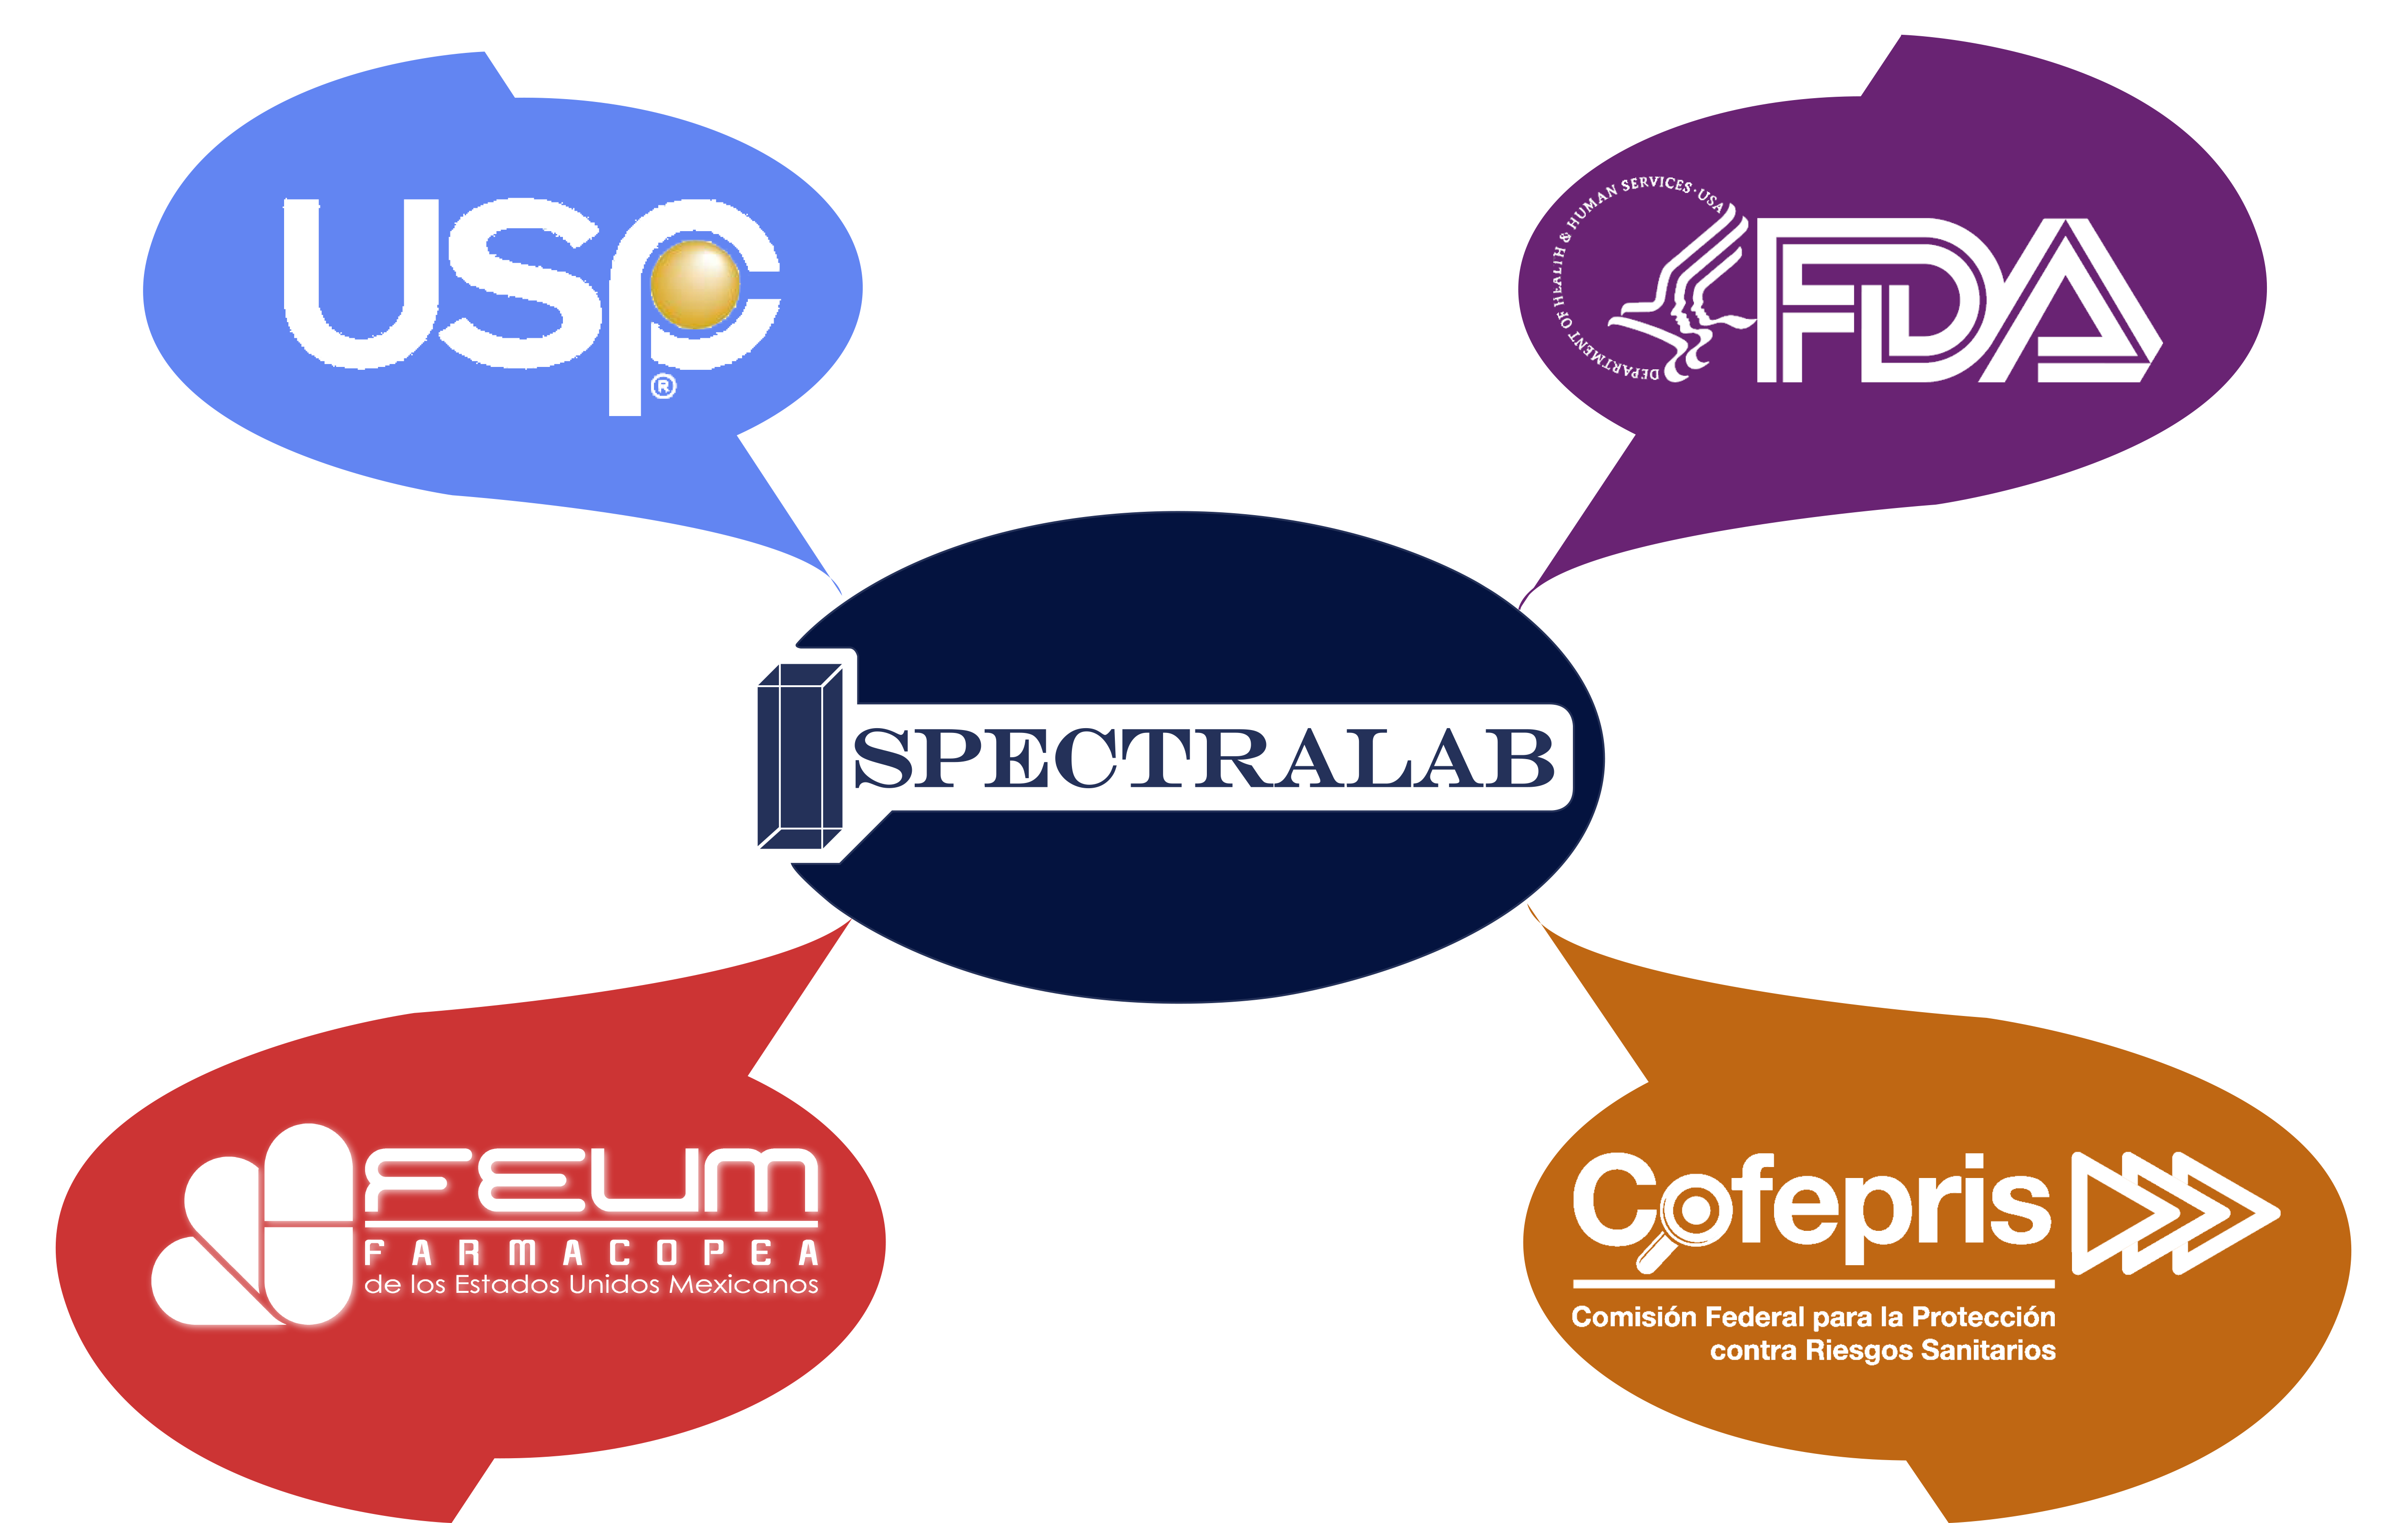 usp
®
DEPARTMENT OF HEALTH & HUMAN SERVICES · USA
FDA
SPECTRALAB
FEUM
FARMACOPEA
de los Estados Unidos Mexicanos
Cofepris
Comisión Federal para la Protección
contra Riesgos Sanitarios